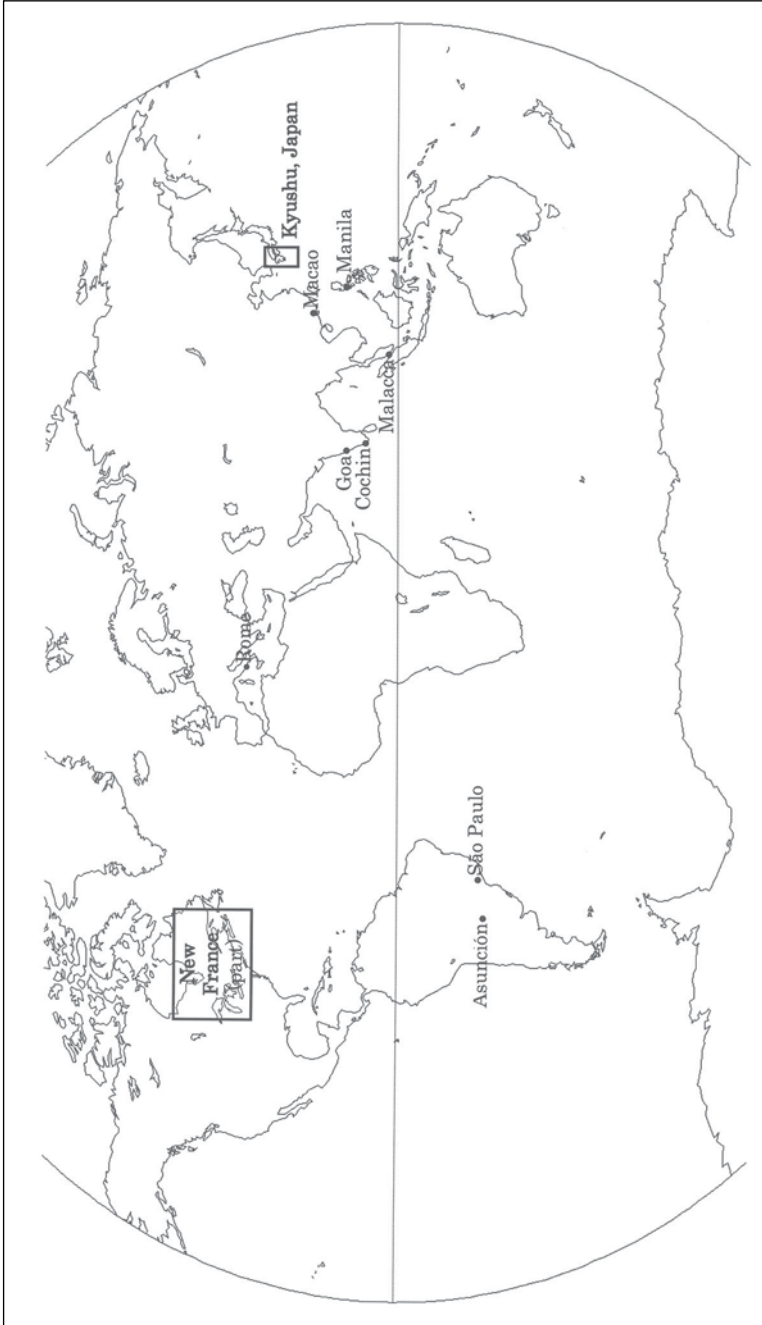 New
France
(part)
Rome
Kyushu, Japan
Macao
Manila
Goa
Cochin
Malacca
São Paulo
Asunción